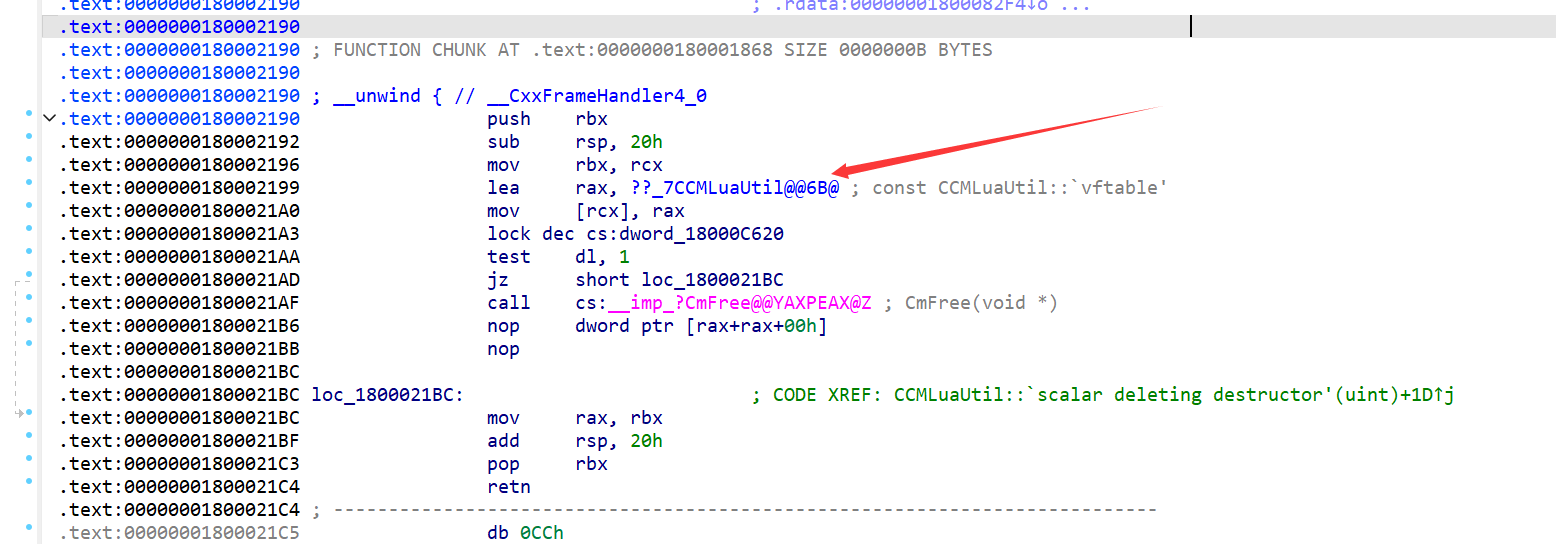 .text:0000000180002190 ; .rdata:00000001800082F4↓o ...
.text:0000000180002190
.text:0000000180002190 ; FUNCTION CHUNK AT .text:0000000180001868 SIZE 0000000B BYTES
.text:0000000180002190
.text:0000000180002190 ; __unwind { // __CxxFrameHandler4_0
.text:0000000180002190 push rbx
.text:0000000180002192 sub rsp, 20h
.text:0000000180002196 mov rbx, rcx
.text:0000000180002199 lea rax, ??_7CCMLuaUtil@@6B@ ; const CCMLuaUtil::`vftable'
.text:00000001800021A0 mov [rcx], rax
.text:00000001800021A3 lock dec cs:dword_18000C620
.text:00000001800021AA test dl, 1
.text:00000001800021AD jz short loc_1800021BC
.text:00000001800021AF call cs:__imp_?CmFree@@YAXPEAX@Z ; CmFree(void *)
.text:00000001800021B6 nop dword ptr [rax+rax+00h]
.text:00000001800021BB nop
.text:00000001800021BC
.text:00000001800021BC loc_1800021BC: ; CODE XREF: CCMLuaUtil::`scalar deleting destructor'(uint)+1D↑j
.text:00000001800021BC mov rax, rbx
.text:00000001800021BF add rsp, 20h
.text:00000001800021C3 pop rbx
.text:00000001800021C4 retn
.text:00000001800021C4 ; ---------------------------------------------------------------------------
.text:00000001800021C5 db 0CCh